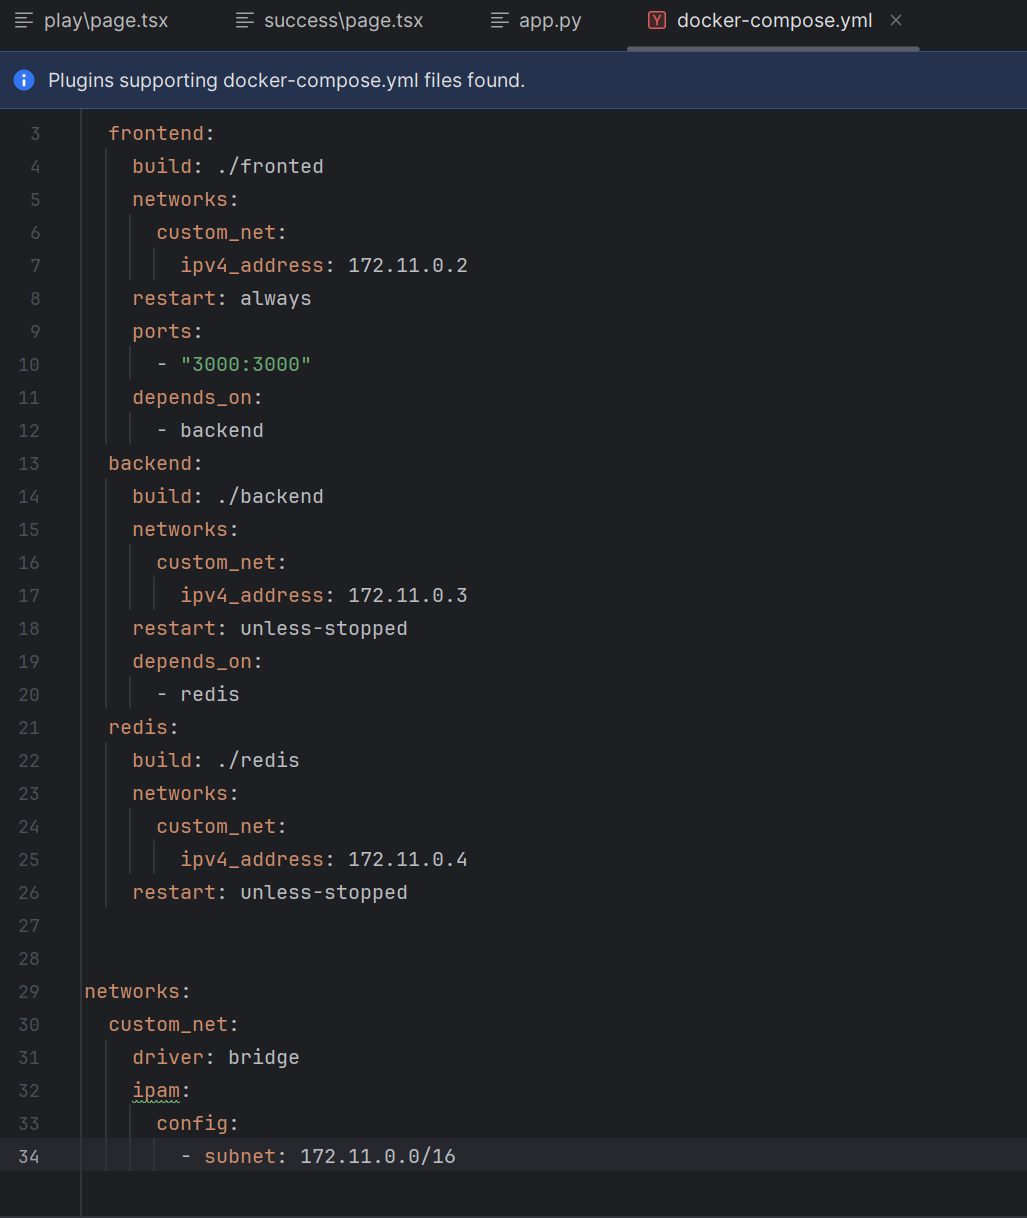 play\page.tsx success\page.tsx app.py Y docker-compose.yml
Plugins supporting docker-compose.yml files found.
3 frontend:
4 build: ./fronted
5 networks:
6 custom_net:
7 ipv4_address: 172.11.0.2
8 restart: always
9 ports:
10 - "3000:3000"
11 depends_on:
12 - backend
13 backend:
14 build: ./backend
15 networks:
16 custom_net:
17 ipv4_address: 172.11.0.3
18 restart: unless-stopped
19 depends_on:
20 - redis
21 redis:
22 build: ./redis
23 networks:
24 custom_net:
25 ipv4_address: 172.11.0.4
26 restart: unless-stopped
27
28
29 networks:
30 custom_net:
31 driver: bridge
32 ipam:
33 config:
34 - subnet: 172.11.0.0/16